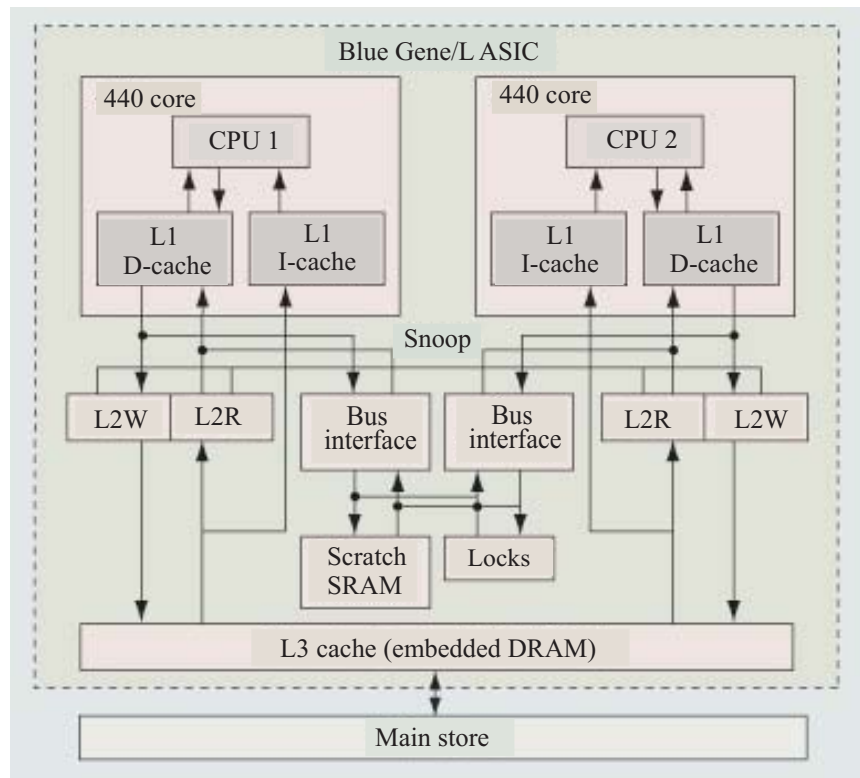 Blue Gene/L ASIC
440 core
440 core
CPU 1
CPU 2
L1
D-cache
L1
I-cache
L1
I-cache
L1
D-cache
Snoop
L2W
L2R
Bus
interface
Bus
interface
L2R
L2W
Scratch
SRAM
Locks
L3 cache (embedded DRAM)
Main store